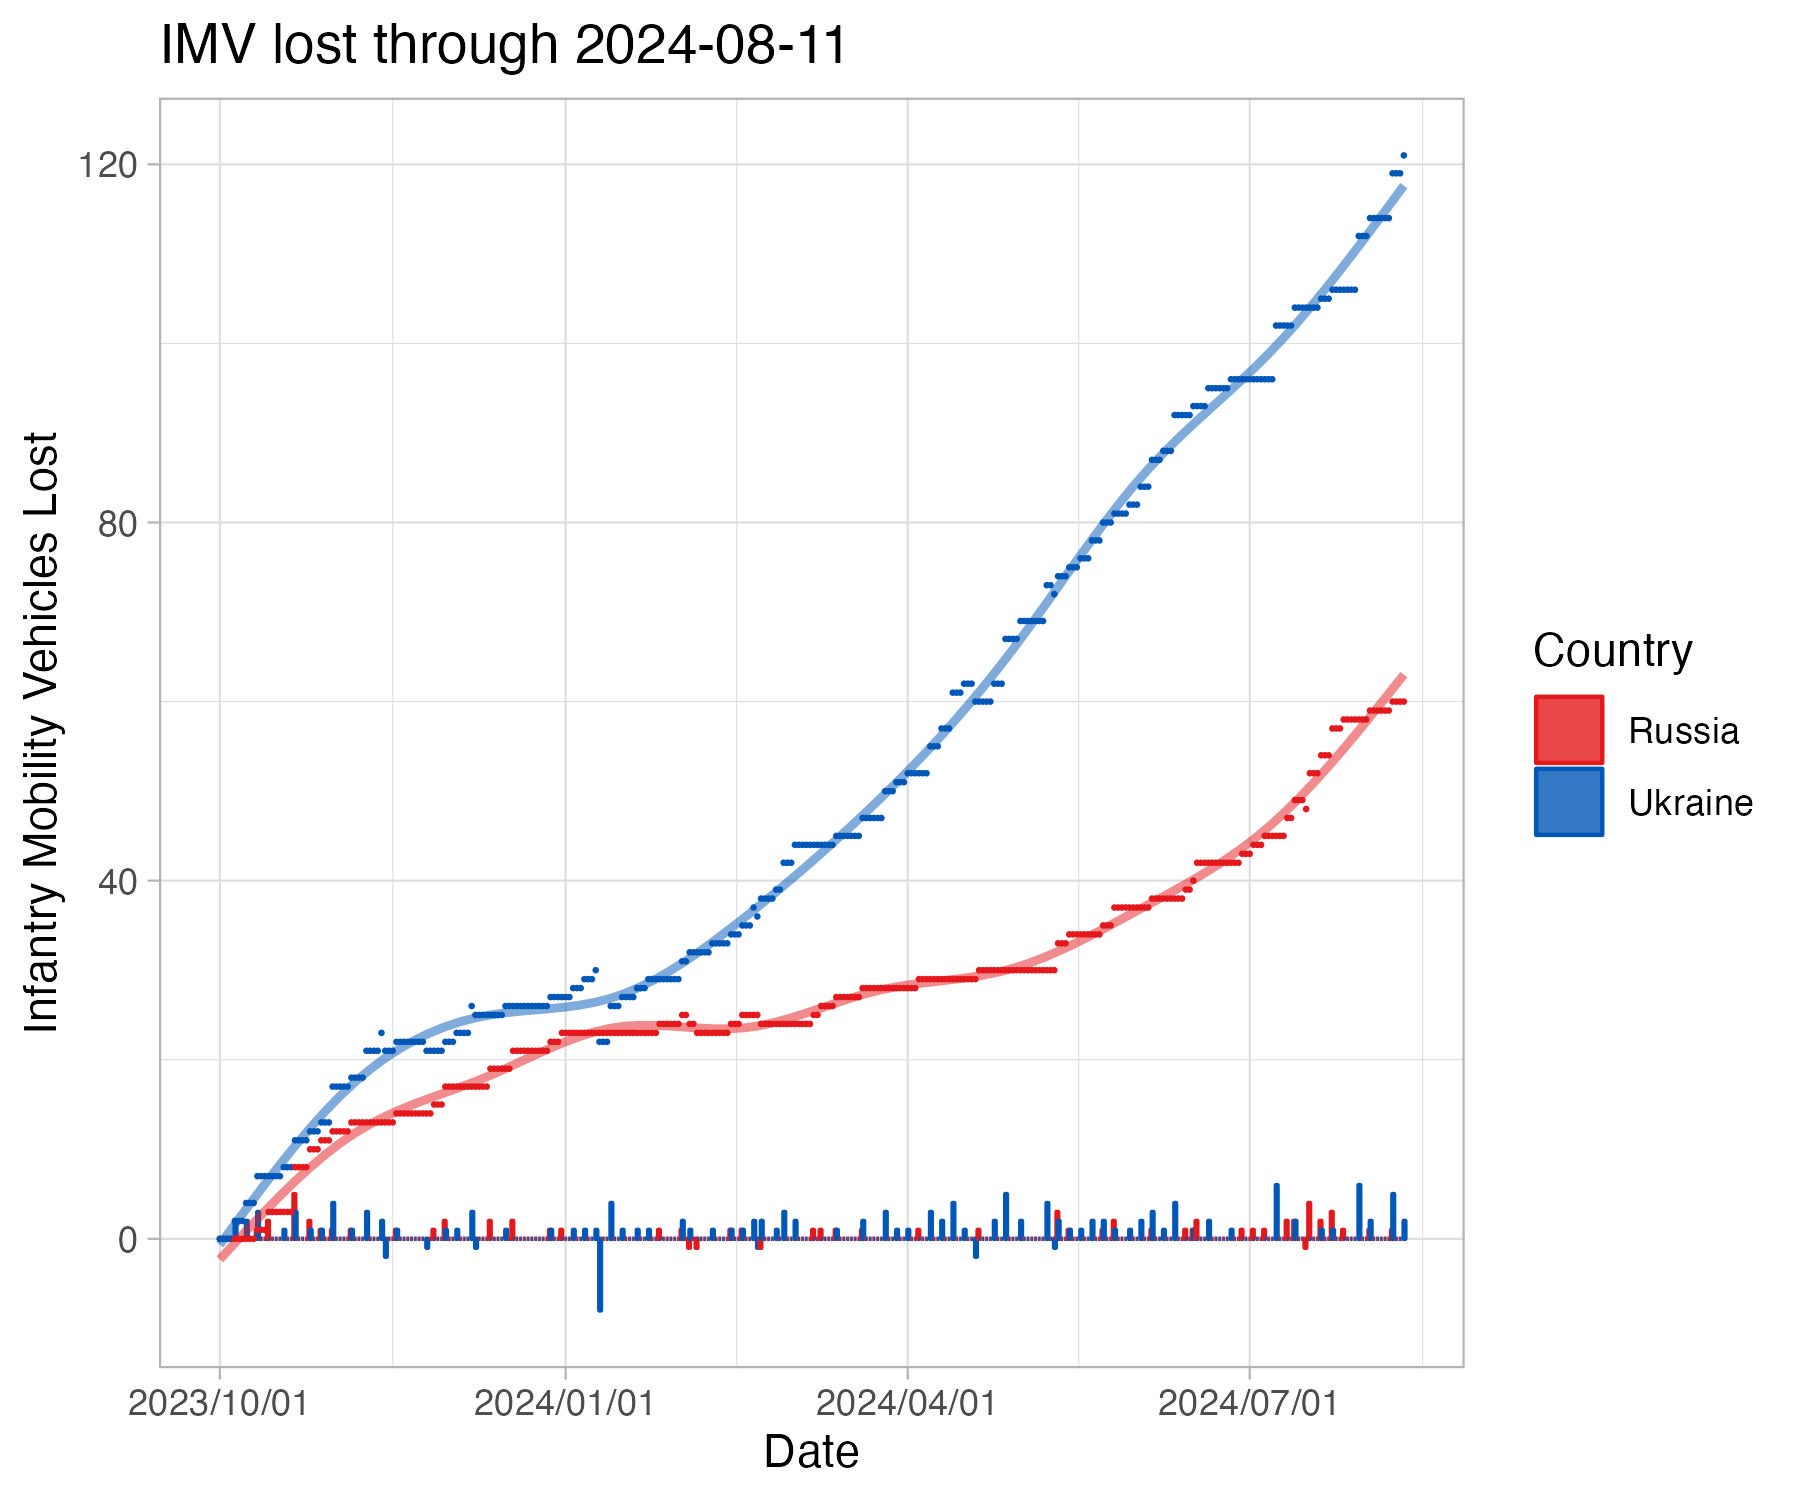 IMV lost through 2024-08-11
Infantry Mobility Vehicles Lost
120
80
40
0
2023/10/01
2024/01/01
2024/04/01
2024/07/01
Date
Country
Russia
Ukraine